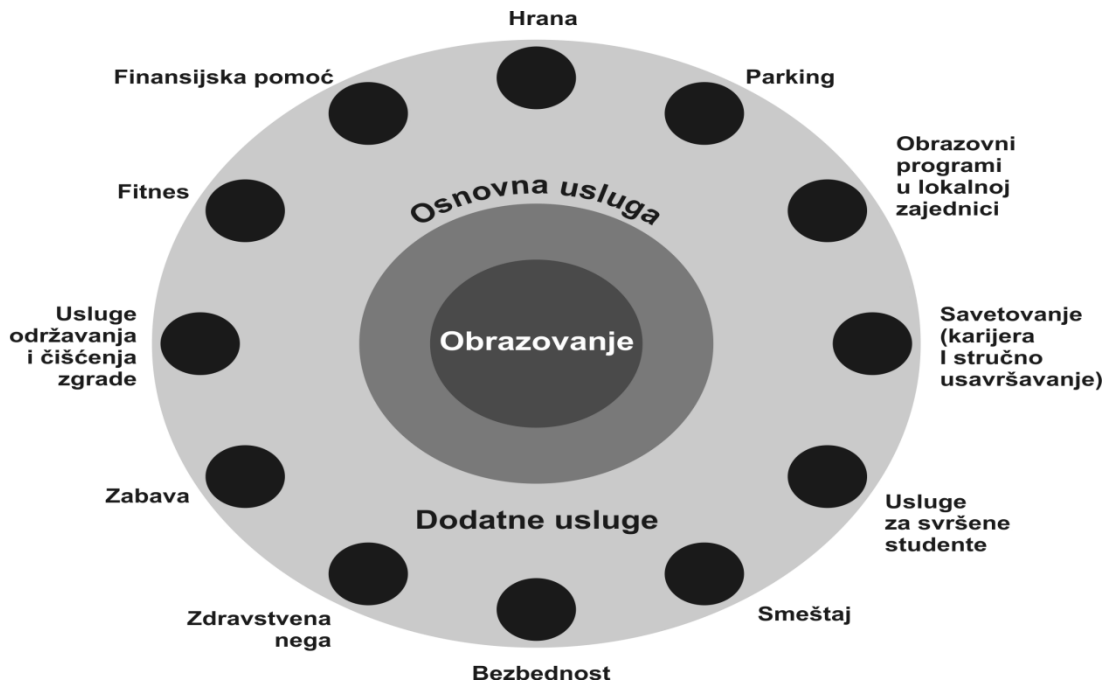 Hrana
Finansijska pomoć
Parking
Obrazovni
programi
u lokalnoj
zajednici
Fitnes
Osnovna usluga
Usluge
održavanja
i čišćenja
zgrade
Obrazovanje
Savetovanje
(karijera
I stručno
usavršavanje)
Zabava
Dodatne usluge
Usluge
za svršene
studente
Zdravstvena
nega
Smeštaj
Bezbednost